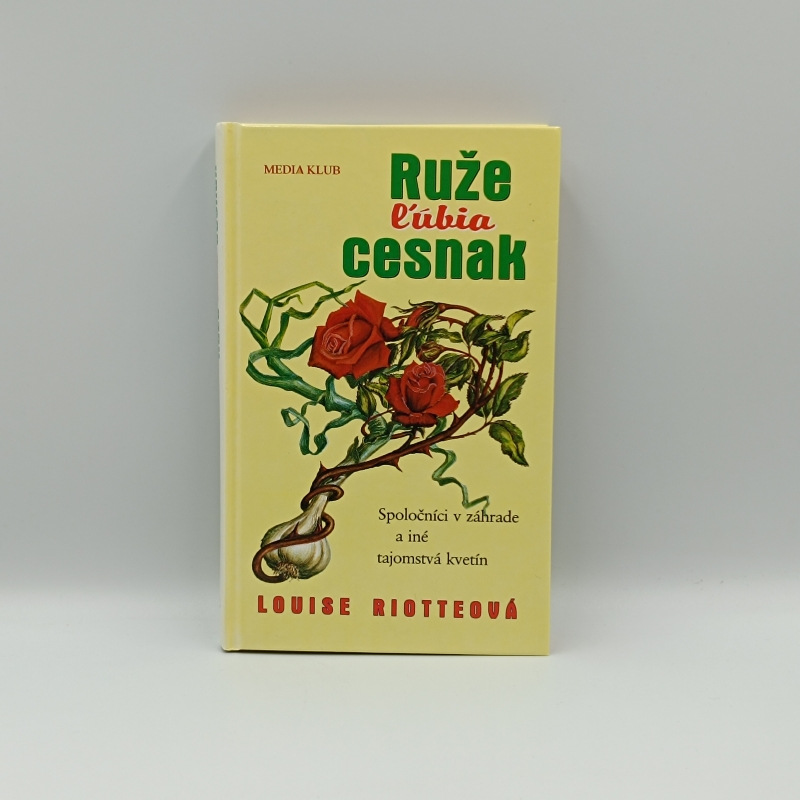 MEDIA KLUB
Ruže
ľúbia
cesnak
Spoločníci v záhrade
a iné
tajomstvá kvetín
LOUISE RIOTTEOVÁ